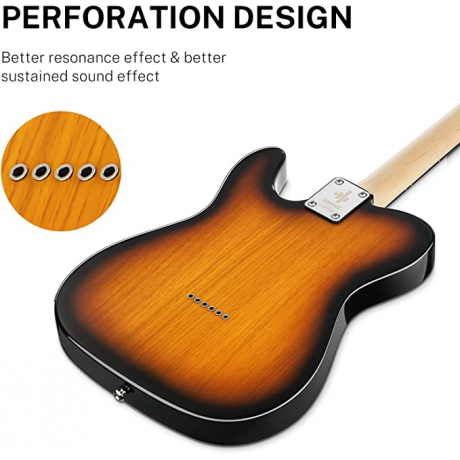 PERFORATION DESIGN
Better resonance effect & better
sustained sound effect